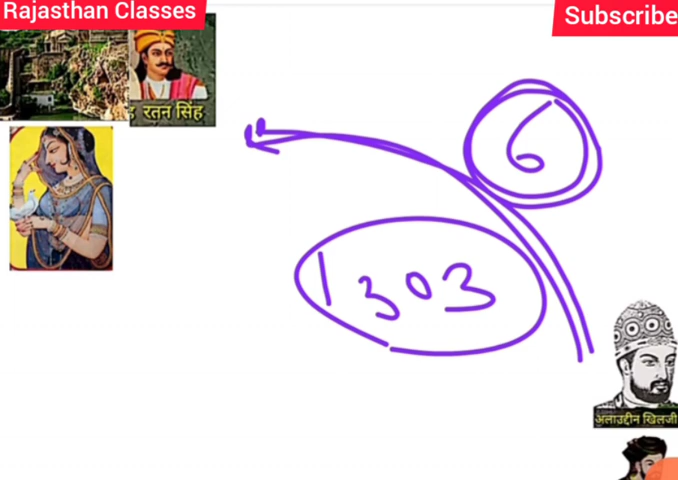 Rajasthan Classes
Subscribe
रतन सिंह
6
1303
अलाउद्दीन खिलजी